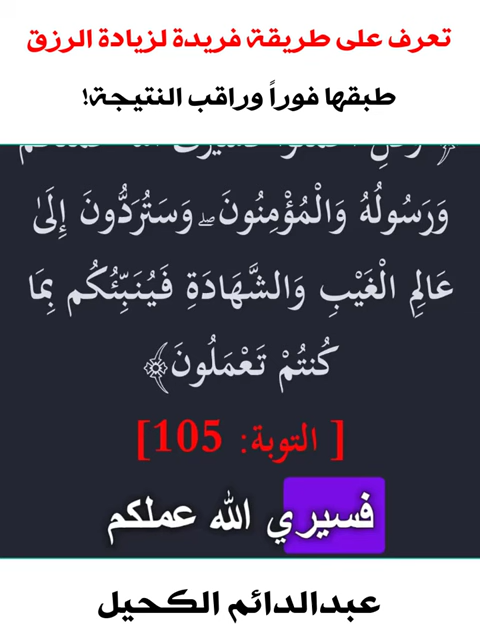 تعرف على طريقة فريدة لزيادة الرزق
طبقها فوراً وراقب النتيجة!
وَرَسُولُهُ وَالْمُؤْمِنُونَ ۖ وَسَتُرَدُّونَ إِلَىٰ
عَالِمِ الْغَيْبِ وَالشَّهَادَةِ فَيُنَبِّئُكُم بِمَا
كُنتُمْ تَعْمَلُونَ﴾
[ التوبة: 105]
فسيري الله عملكم
عبدالدائم الكحيل